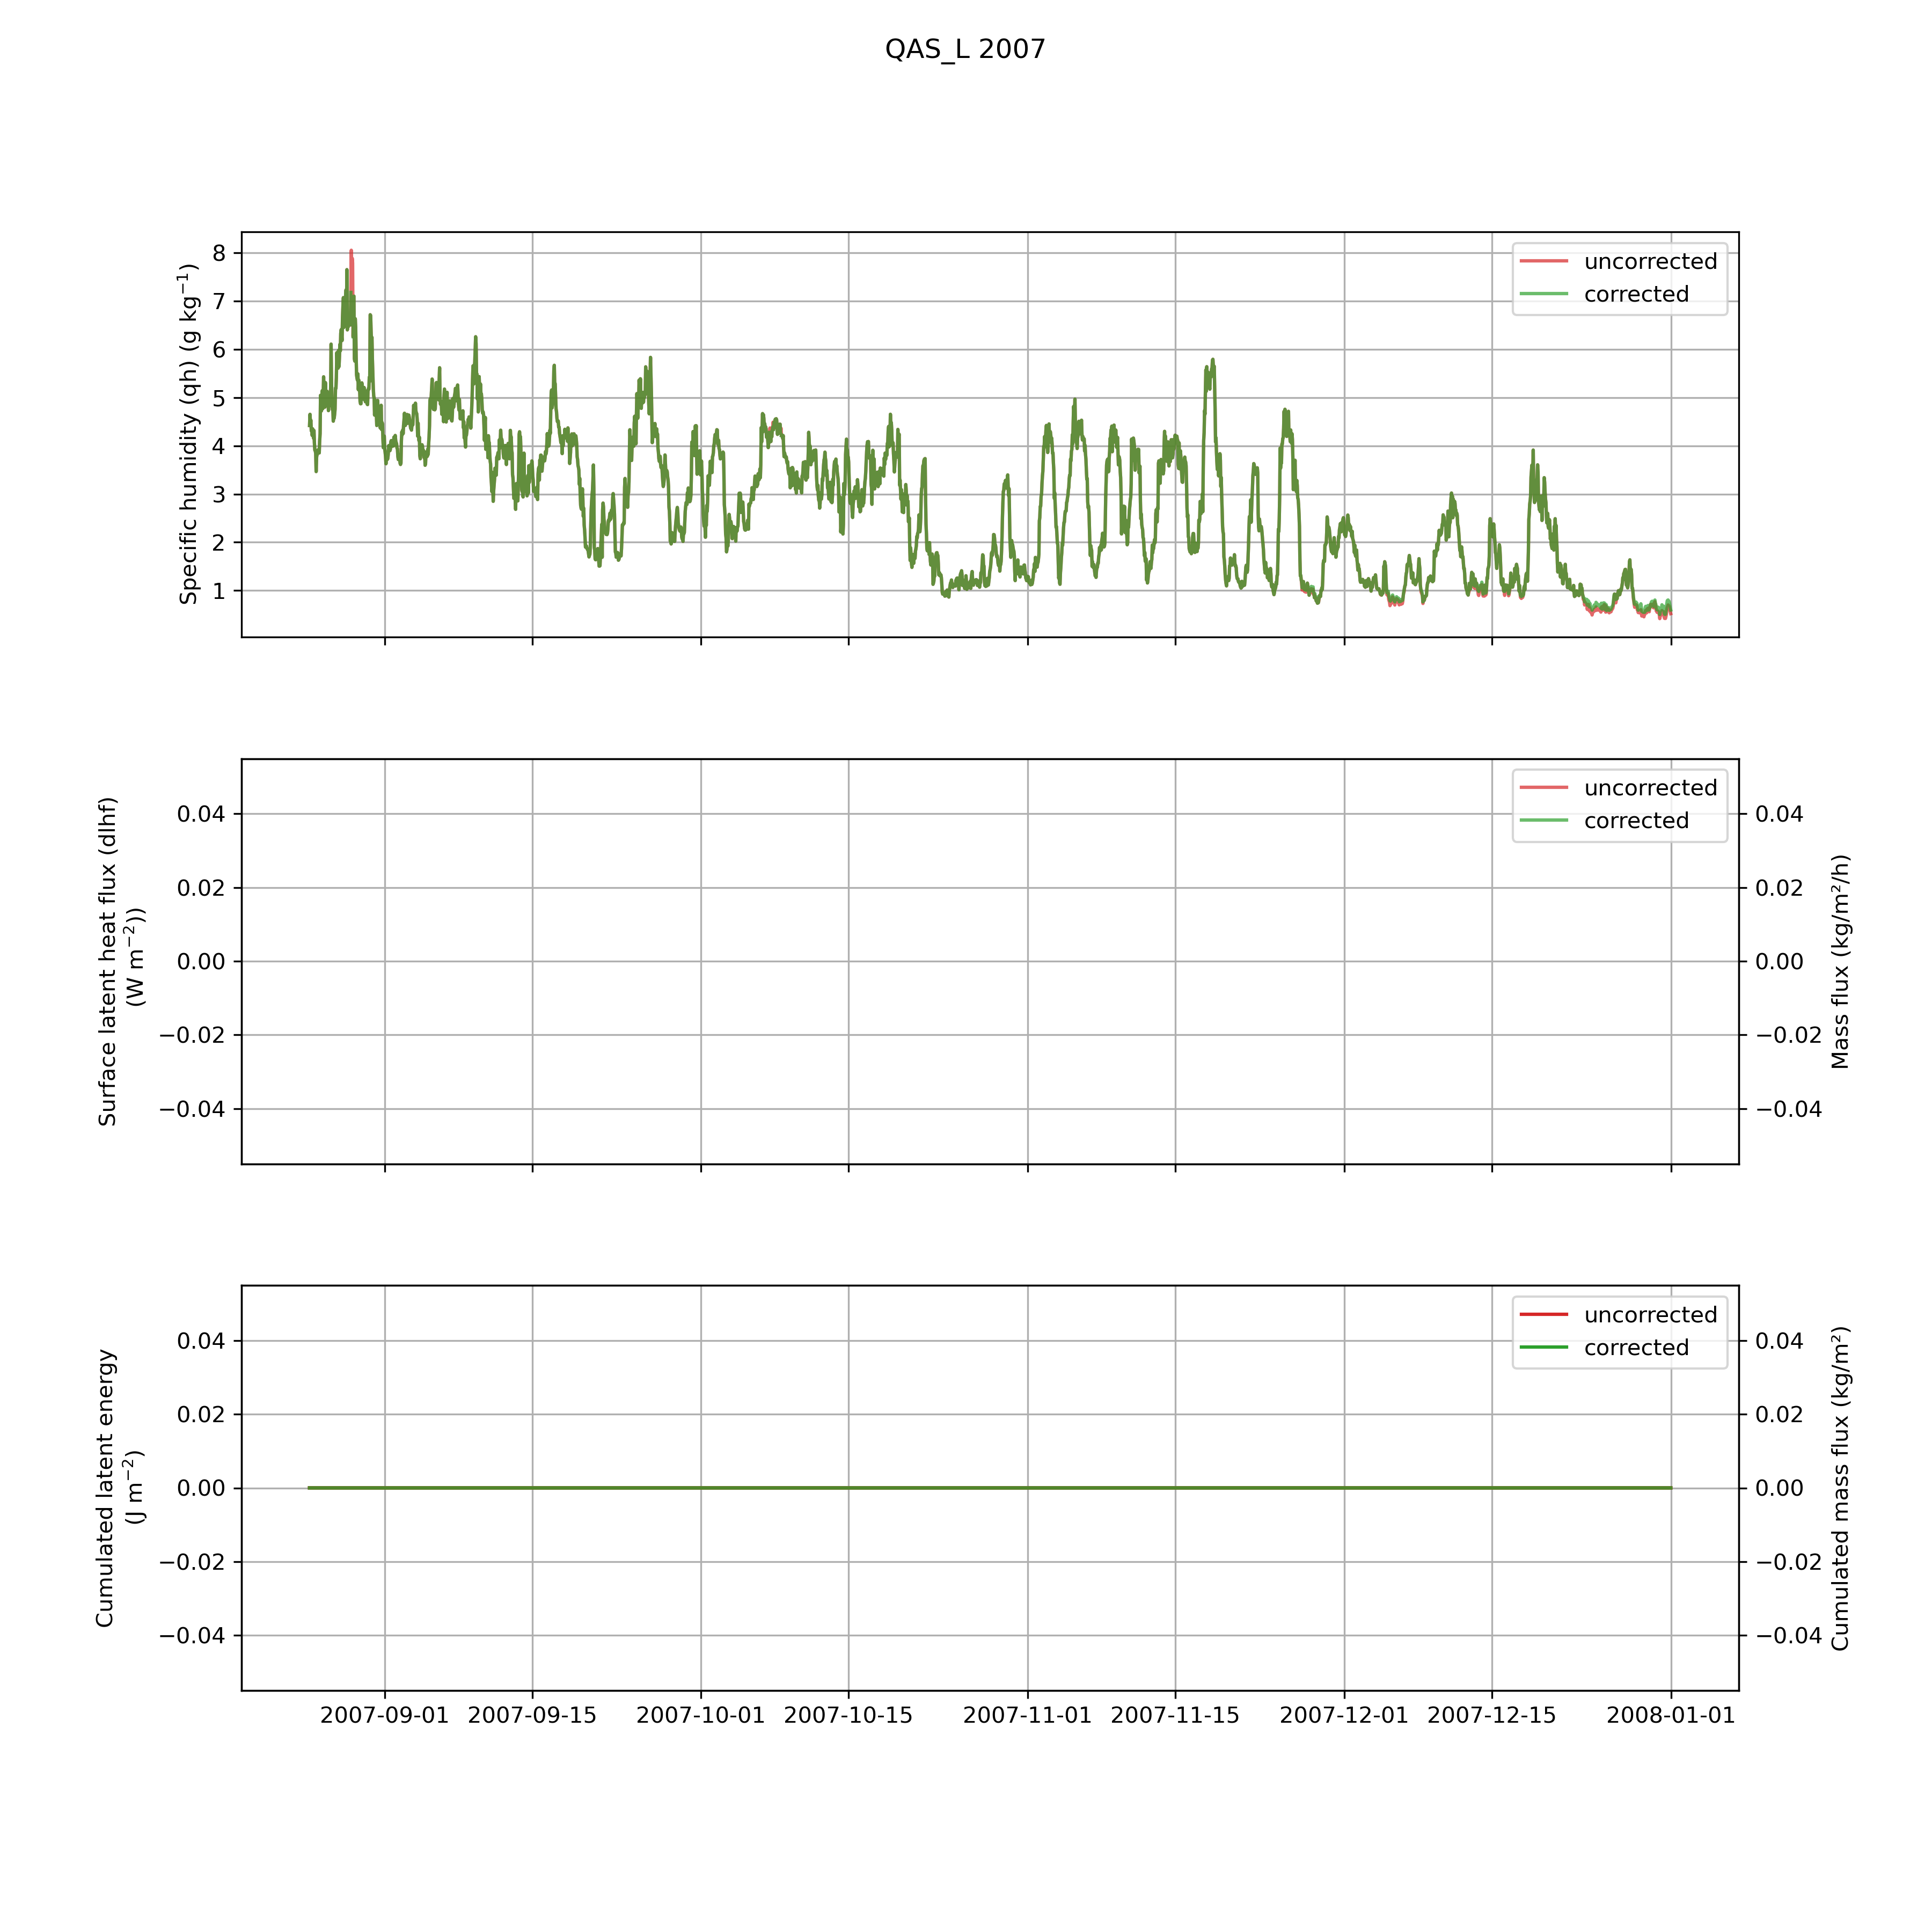 QAS_L 2007
Specific humidity (qh) (g kg⁻¹)
8
7
6
5
4
3
2
1
uncorrected
corrected
Surface latent heat flux (dlhf)
(W m⁻²))
0.04
0.02
0.00
−0.02
−0.04
uncorrected
corrected
0.04
0.02
0.00
−0.02
−0.04
Mass flux (kg/m²/h)
Cumulated latent energy
(J m⁻²)
0.04
0.02
0.00
−0.02
−0.04
uncorrected
corrected
0.04
0.02
0.00
−0.02
−0.04
Cumulated mass flux (kg/m²)
2007-09-01 2007-09-15 2007-10-01 2007-10-15 2007-11-01 2007-11-15 2007-12-01 2007-12-15 2008-01-01